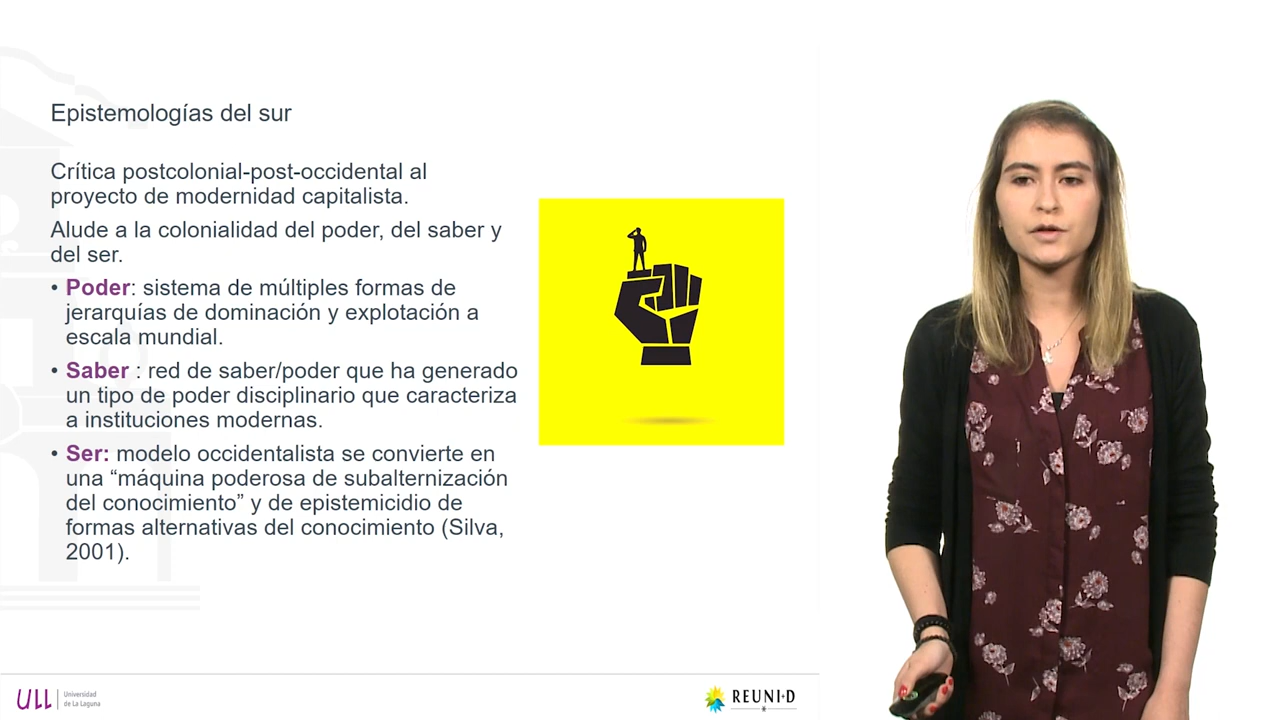 Epistemologías del sur
Crítica postcolonial-post-occidental al
proyecto de modernidad capitalista.
Alude a la colonialidad del poder, del saber y
del ser.
• Poder: sistema de múltiples formas de
jerarquías de dominación y explotación a
escala mundial.
• Saber : red de saber/poder que ha generado
un tipo de poder disciplinario que caracteriza
a instituciones modernas.
• Ser: modelo occidentalista se convierte en
una “máquina poderosa de subalternización
del conocimiento” y de epistemicidio de
formas alternativas del conocimiento (Silva,
2001).
ULL
Universidad
de La Laguna
REUNI+D